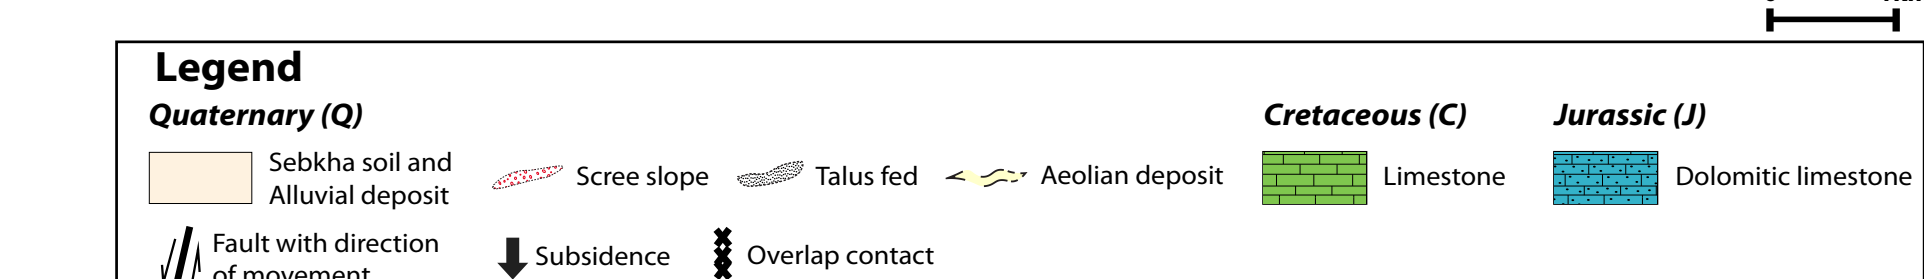 Legend
Quaternary (Q)
Cretaceous (C)
Jurassic (J)
Sebkha soil and
Alluvial deposit
Scree slope
Talus fed
Aeolian deposit
Limestone
Dolomitic limestone
Fault with direction
of movement
Subsidence
Overlap contact